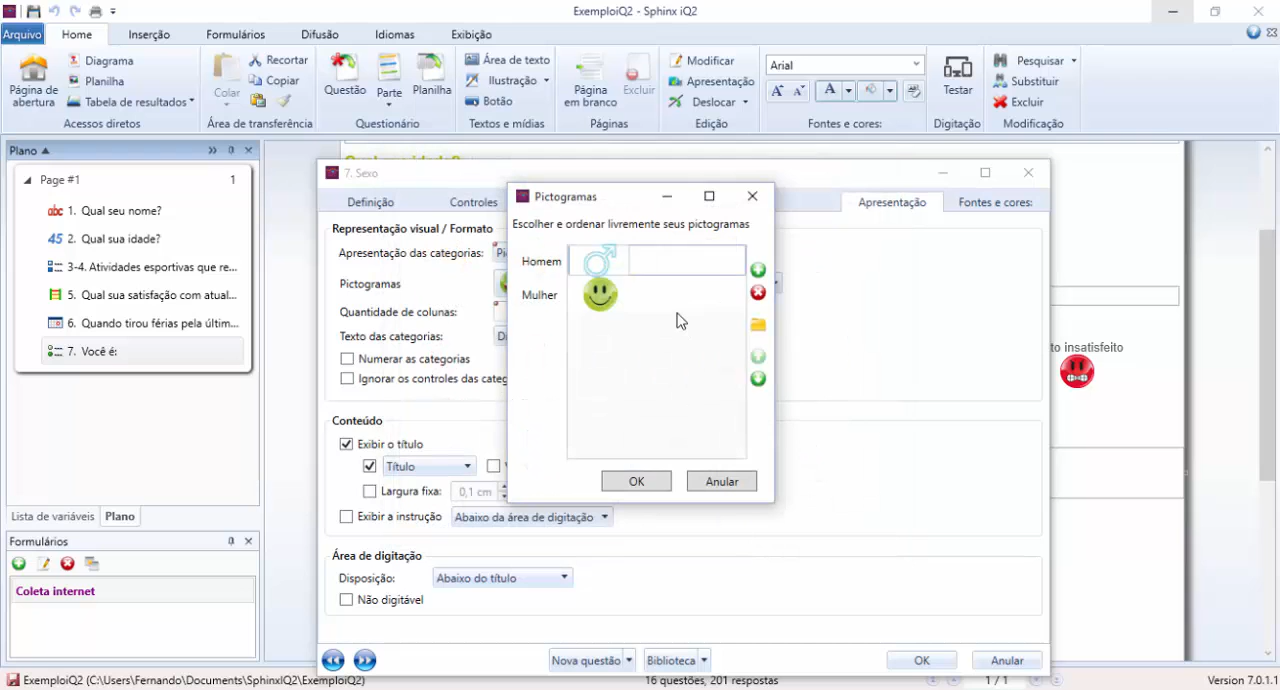 ExemploiQ2 - Sphinx iQ2
Arquivo Home Inserção Formulários Difusão Idiomas Exibição
Página de abertura
Diagrama
Planilha
Tabela de resultados
Acessos diretos
Colar
Recortar
Copiar
Área de transferência
Questão
Parte
Planilha
Questionário
Área de texto
Ilustração
Botão
Textos e mídias
Página em branco
Excluir
Páginas
Modificar
Apresentação
Deslocar
Edição
Arial
A A
A
Fontes e cores:
Testar
Digitação
Pesquisar
Substituir
Excluir
Modificação
Plano
Page #1 1
abc 1. Qual seu nome?
45 2. Qual sua idade?
3-4. Atividades esportivas que re...
5. Qual sua satisfação com atual...
6. Quando tirou férias pela últim...
7. Você é:
Lista de variáveis Plano
Formulários
Coleta internet
7. Sexo
Definição Controles Apresentação Fontes e cores:
Representação visual / Formato
Apresentação das categorias:
Pictogramas
Quantidade de colunas:
Texto das categorias:
Numerar as categorias
Ignorar os controles das categ
Conteúdo
Exibir o título
Título
Largura fixa: 0,1 cm
Exibir a instrução Abaixo da área de digitação
Área de digitação
Disposição: Abaixo do título
Não digitável
Nova questão Biblioteca OK Anular
Pictogramas
Escolher e ordenar livremente seus pictogramas
Homem
Mulher
OK Anular
to insatisfeito
ExemploiQ2 (C:\Users\Fernando\Documents\SphinxIQ2\ExemploiQ2) 16 questões, 201 respostas 1 / 1 Version 7.0.1.1